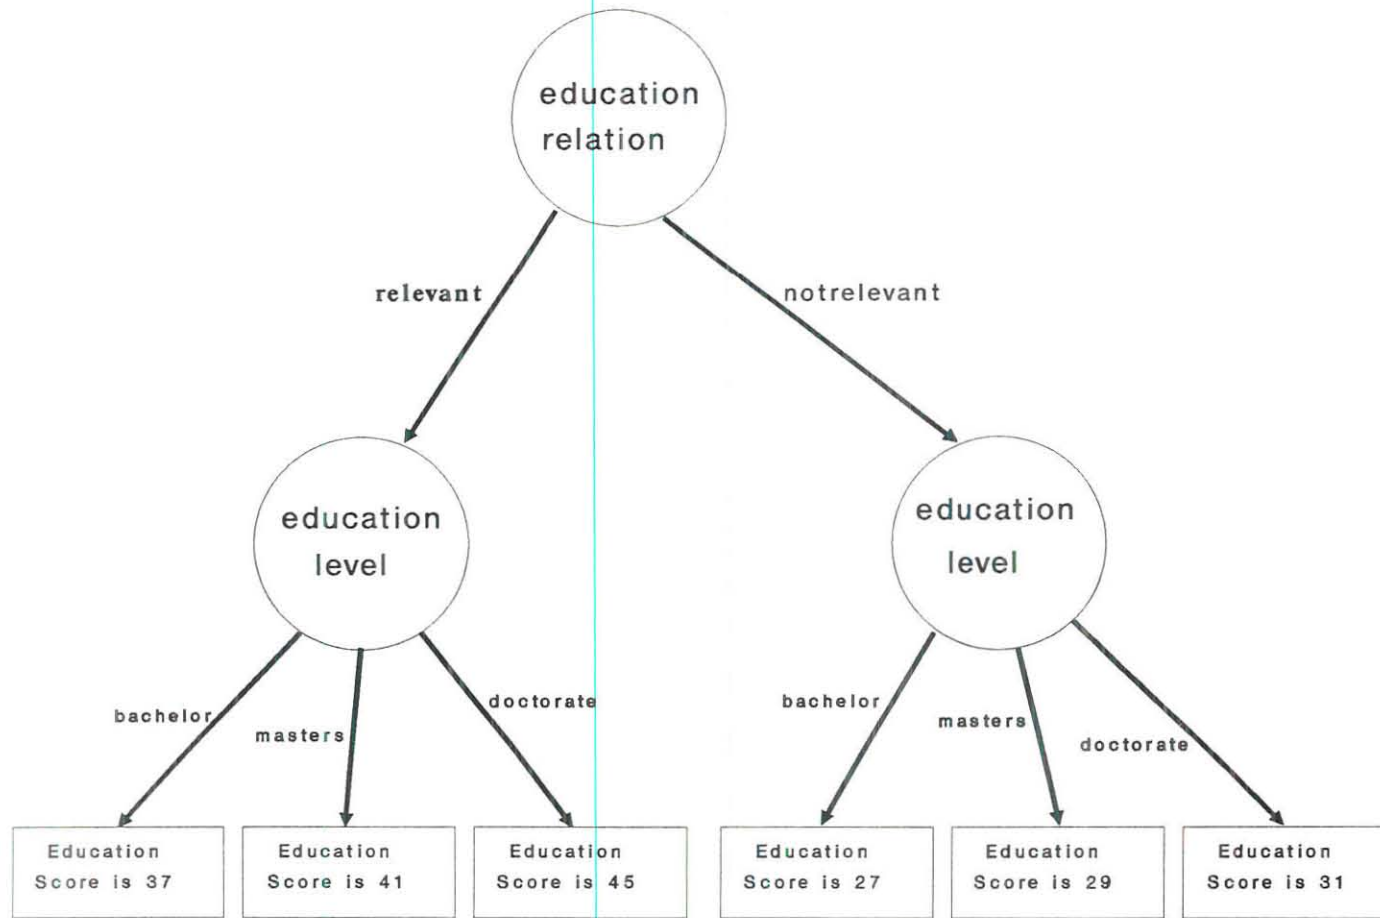 education
relation
relevant
notrelevant
education
level
education
level
bachelor
masters
doctorate
bachelor
masters
doctorate
Education
Score is 37
Education
Score is 41
Education
Score is 45
Education
Score is 27
Education
Score is 29
Education
Score is 31